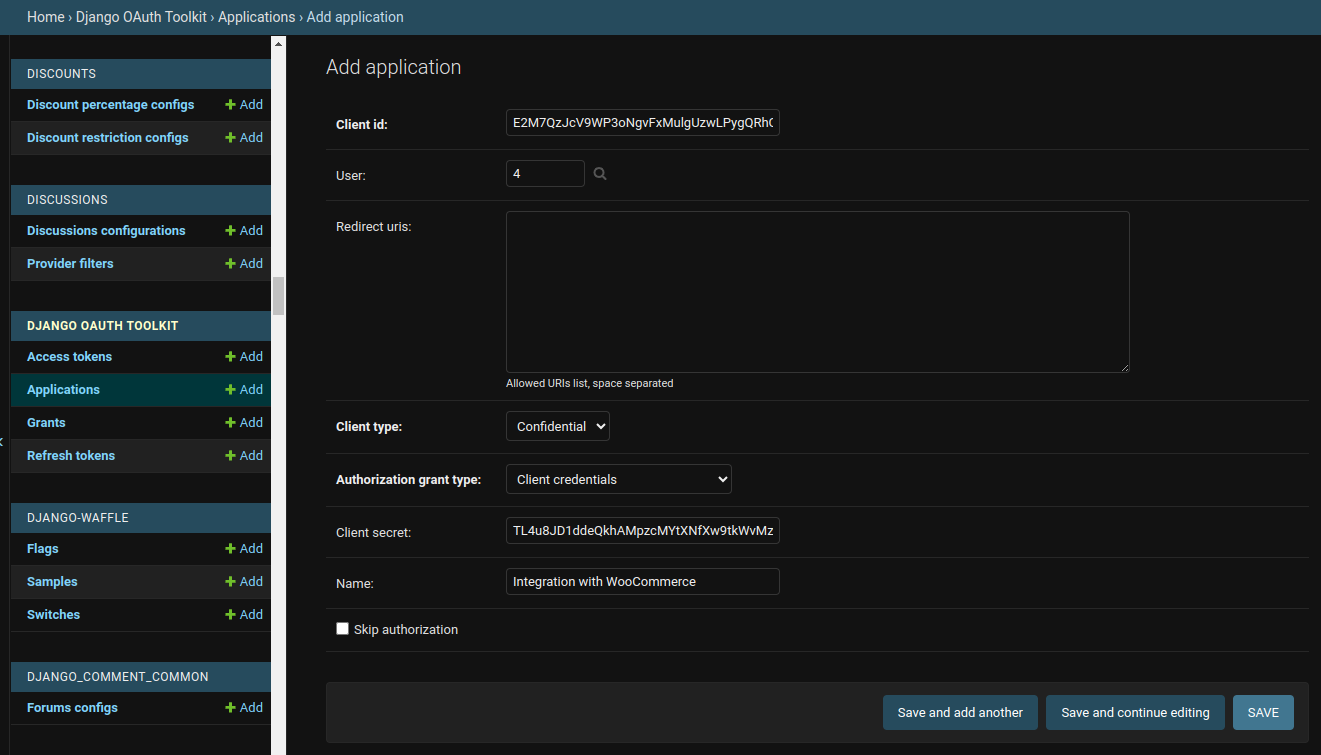 Home › Django OAuth Toolkit › Applications › Add application
DISCOUNTS
Discount percentage configs Add
Discount restriction configs Add
DISCUSSIONS
Discussions configurations Add
Provider filters Add
DJANGO OAUTH TOOLKIT
Access tokens Add
Applications Add
Grants Add
Refresh tokens Add
DJANGO-WAFFLE
Flags Add
Samples Add
Switches Add
DJANGO_COMMENT_COMMON
Forums configs Add
Add application
Client id: E2M7QzJcV9WP3oNgvFxMulgUzwLPygQRh
User: 4
Redirect uris:
Allowed URIs list, space separated
Client type: Confidential
Authorization grant type: Client credentials
Client secret: TL4u8JD1ddeQkhAMpzcMYtXNfXw9tkWvMz
Name: Integration with WooCommerce
Skip authorization
Save and add another Save and continue editing SAVE